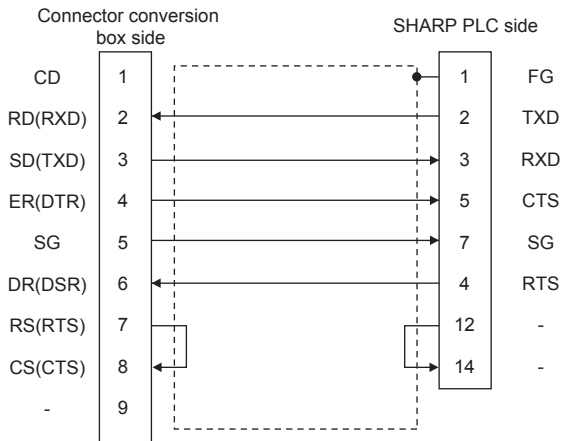 Connector conversion
box side
SHARP PLC side
CD 1 1 FG
RD(RXD) 2 2 TXD
SD(TXD) 3 3 RXD
ER(DTR) 4 5 CTS
SG 5 7 SG
DR(DSR) 6 4 RTS
RS(RTS) 7 12 -
CS(CTS) 8 14 -
- 9